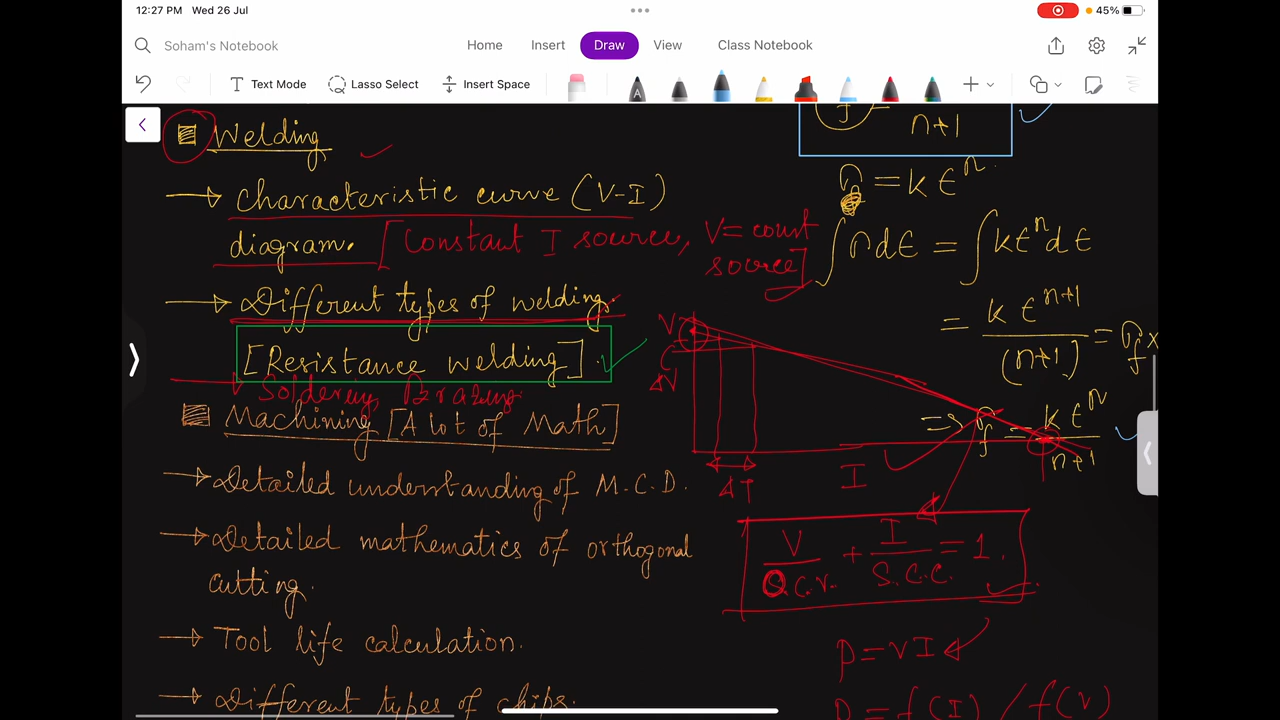 12:27 PM Wed 26 Jul
45%
Soham's Notebook
Home Insert Draw View Class Notebook
Text Mode Lasso Select Insert Space
Welding
→ Characteristic curve (V-I)
diagram. [Constant I source, V= const
source]
→ Different types of welding.
[Resistance welding].
→ Soldering, Brazing.
Machining [A lot of Math]
→ Detailed understanding of M.C.D.
→ Detailed mathematics of orthogonal
cutting.
→ Tool life calculation.
→ Different types of chips.
n+1
= k ε^n
∫ σ dε = ∫ k ε^n dε
= k ε^(n+1) / (n+1) = σ̄f ×
=> σ̄f = k ε^n / n+1
V
ΔV
ΔI
I
V / O.C.V. + I / S.C.C. = 1.
P = VI
P = f(I) / f(V)